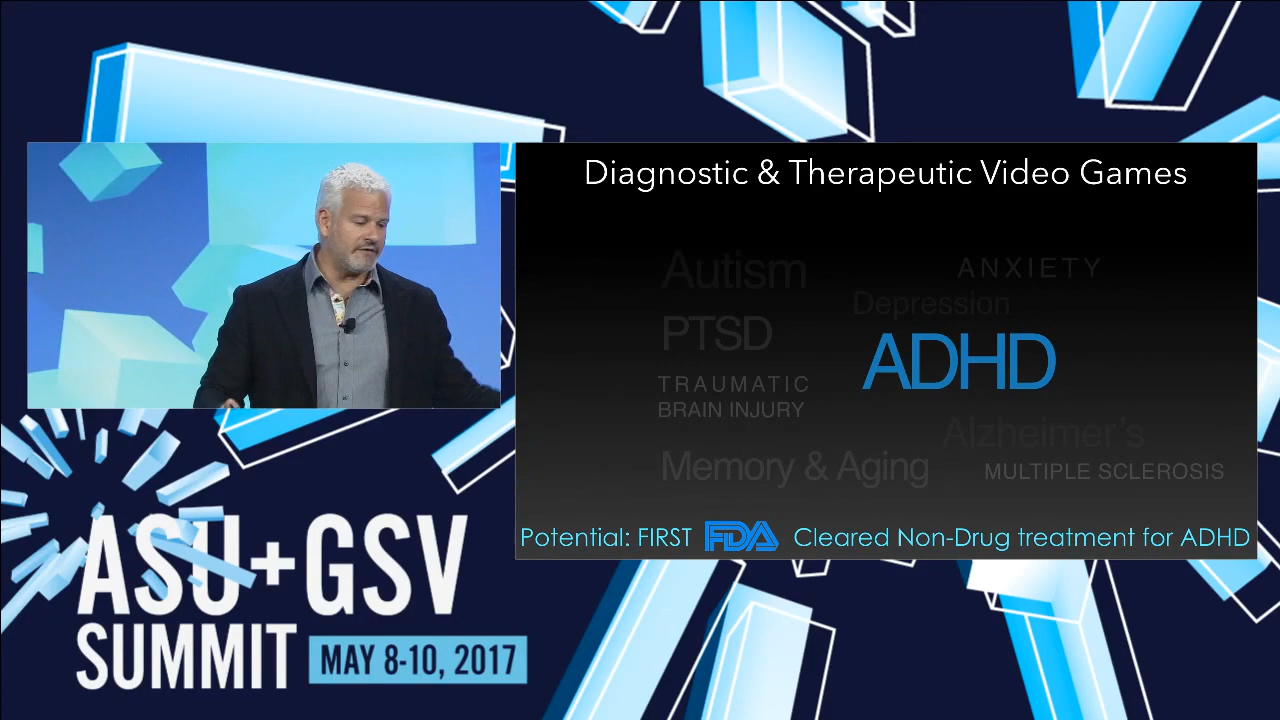 Diagnostic & Therapeutic Video Games
Autism
ANXIETY
Depression
PTSD
ADHD
TRAUMATIC
BRAIN INJURY
Alzheimer's
Memory & Aging
MULTIPLE SCLEROSIS
Potential: FIRST FDA Cleared Non-Drug treatment for ADHD
ASU+GSV
SUMMIT
MAY 8-10, 2017